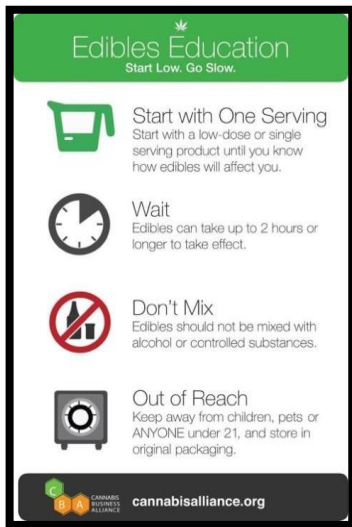 Edibles Education
Start Low. Go Slow.
Start with One Serving
Start with a low-dose or single
serving product until you know
how edibles will affect you.
Wait
Edibles can take up to 2 hours or
longer to take effect.
Don't Mix
Edibles should not be mixed with
alcohol or controlled substances.
Out of Reach
Keep away from children, pets or
ANYONE under 21, and store in
original packaging.
C
B
A
CANNABIS
BUSINESS
ALLIANCE
cannabisalliance.org